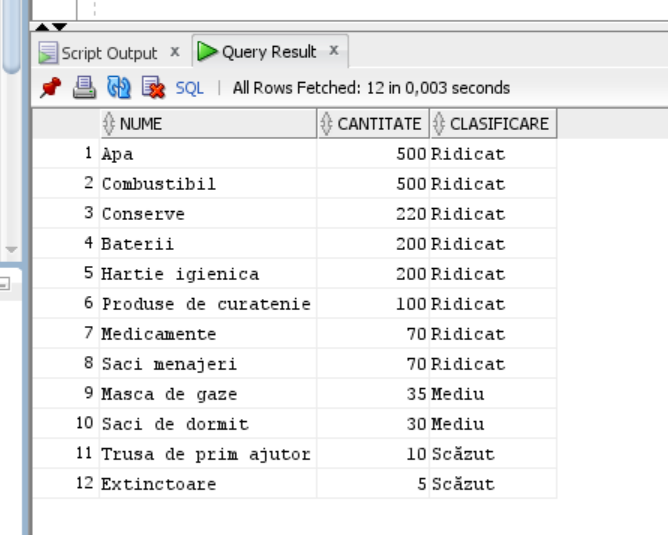 Script Output x Query Result x
SQL | All Rows Fetched: 12 in 0,003 seconds
NUME CANTITATE CLASIFICARE
1 Apa 500 Ridicat
2 Combustibil 500 Ridicat
3 Conserve 220 Ridicat
4 Baterii 200 Ridicat
5 Hartie igienica 200 Ridicat
6 Produse de curatenie 100 Ridicat
7 Medicamente 70 Ridicat
8 Saci menajeri 70 Ridicat
9 Masca de gaze 35 Mediu
10 Saci de dormit 30 Mediu
11 Trusa de prim ajutor 10 Scăzut
12 Extinctoare 5 Scăzut